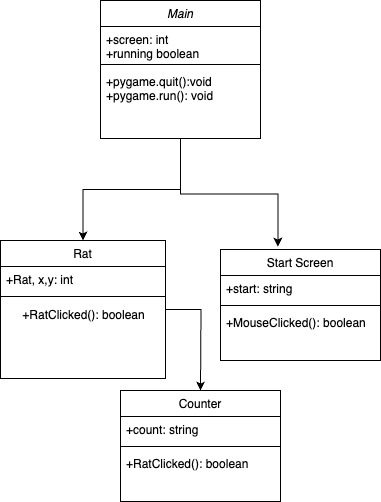 Main
+screen: int
+running boolean
+pygame.quit():void
+pygame.run(): void
Rat
+Rat, x,y: int
+RatClicked(): boolean
Start Screen
+start: string
+MouseClicked(): boolean
Counter
+count: string
+RatClicked(): boolean